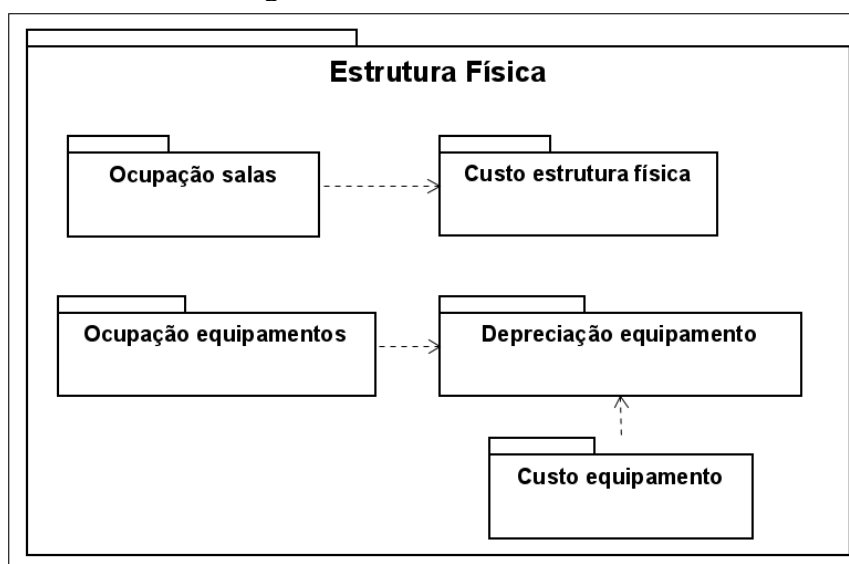 Estrutura Física
Ocupação salas
Custo estrutura física
Ocupação equipamentos
Depreciação equipamento
Custo equipamento